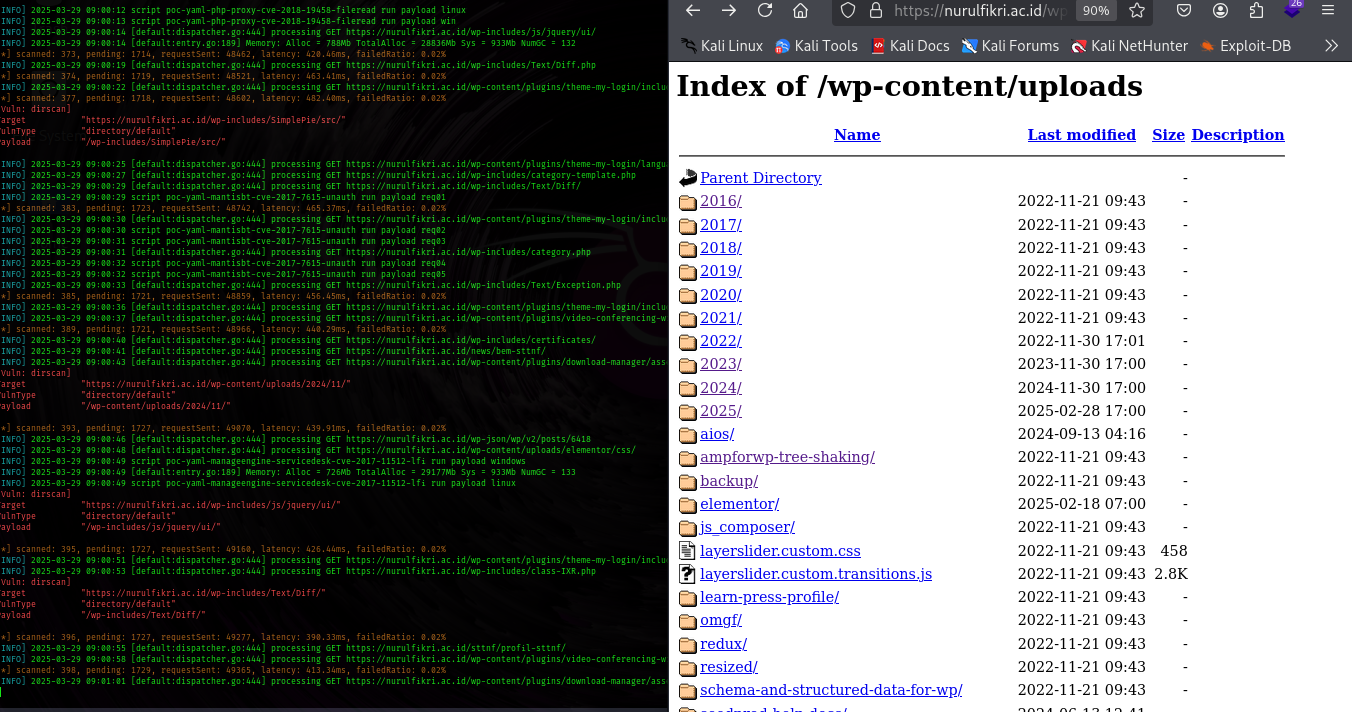 INFO] 2025-03-29 09:00:12 script poc-yaml-php-proxy-cve-2018-19458-fileread run payload linux
INFO] 2025-03-29 09:00:13 script poc-yaml-php-proxy-cve-2018-19458-fileread run payload win
INFO] 2025-03-29 09:00:14 [default:dispatcher.go:444] processing GET https://nurulfikri.ac.id/wp-includes/js/jquery/ui/
INFO] 2025-03-29 09:00:14 [default:entry.go:189] Memory: Alloc = 788Mb TotalAlloc = 28836Mb Sys = 933Mb NumGC = 132
*] scanned: 373, pending: 1714, requestSent: 48462, latency: 420.46ms, failedRatio: 0.02%
INFO] 2025-03-29 09:00:19 [default:dispatcher.go:444] processing GET https://nurulfikri.ac.id/wp-includes/Text/Diff.php
*] scanned: 374, pending: 1719, requestSent: 48521, latency: 463.41ms, failedRatio: 0.02%
INFO] 2025-03-29 09:00:22 [default:dispatcher.go:444] processing GET https://nurulfikri.ac.id/wp-content/plugins/theme-my-login/inclu
*] scanned: 377, pending: 1718, requestSent: 48602, latency: 482.40ms, failedRatio: 0.02%
Vuln: dirscan]
arget "https://nurulfikri.ac.id/wp-includes/SimplePie/src/"
ulnType "directory/default"
ayload "/wp-includes/SimplePie/src/"
INFO] 2025-03-29 09:00:25 [default:dispatcher.go:444] processing GET https://nurulfikri.ac.id/wp-content/plugins/theme-my-login/langu
INFO] 2025-03-29 09:00:27 [default:dispatcher.go:444] processing GET https://nurulfikri.ac.id/wp-includes/category-template.php
INFO] 2025-03-29 09:00:27 [default:dispatcher.go:444] processing GET https://nurulfikri.ac.id/wp-includes/Text/Diff/
INFO] 2025-03-29 09:00:29 script poc-yaml-mantisbt-cve-2017-7615-unauth run payload req01
*] scanned: 383, pending: 1723, requestSent: 48742, latency: 465.37ms, failedRatio: 0.02%
INFO] 2025-03-29 09:00:30 [default:dispatcher.go:444] processing GET https://nurulfikri.ac.id/wp-content/plugins/theme-my-login/inclu
INFO] 2025-03-29 09:00:30 script poc-yaml-mantisbt-cve-2017-7615-unauth run payload req02
INFO] 2025-03-29 09:00:31 script poc-yaml-mantisbt-cve-2017-7615-unauth run payload req03
INFO] 2025-03-29 09:00:31 [default:dispatcher.go:444] processing GET https://nurulfikri.ac.id/wp-includes/category.php
INFO] 2025-03-29 09:00:32 script poc-yaml-mantisbt-cve-2017-7615-unauth run payload req04
INFO] 2025-03-29 09:00:32 script poc-yaml-mantisbt-cve-2017-7615-unauth run payload req05
INFO] 2025-03-29 09:00:33 [default:dispatcher.go:444] processing GET https://nurulfikri.ac.id/wp-includes/Text/Exception.php
*] scanned: 385, pending: 1721, requestSent: 48859, latency: 456.45ms, failedRatio: 0.02%
INFO] 2025-03-29 09:00:36 [default:dispatcher.go:444] processing GET https://nurulfikri.ac.id/wp-content/plugins/theme-my-login/inclu
INFO] 2025-03-29 09:00:37 [default:dispatcher.go:444] processing GET https://nurulfikri.ac.id/wp-content/plugins/video-conferencing-w
*] scanned: 389, pending: 1721, requestSent: 48966, latency: 440.29ms, failedRatio: 0.02%
INFO] 2025-03-29 09:00:40 [default:dispatcher.go:444] processing GET https://nurulfikri.ac.id/wp-includes/certificates/
INFO] 2025-03-29 09:00:41 [default:dispatcher.go:444] processing GET https://nurulfikri.ac.id/news/bem-sttnf/
INFO] 2025-03-29 09:00:43 [default:dispatcher.go:444] processing GET https://nurulfikri.ac.id/wp-content/plugins/download-manager/ass
Vuln: dirscan]
arget "https://nurulfikri.ac.id/wp-content/uploads/2024/11/"
ulnType "directory/default"
ayload "/wp-content/uploads/2024/11/"
*] scanned: 393, pending: 1727, requestSent: 49070, latency: 439.91ms, failedRatio: 0.02%
INFO] 2025-03-29 09:00:46 [default:dispatcher.go:444] processing GET https://nurulfikri.ac.id/wp-json/wp/v2/posts/6418
INFO] 2025-03-29 09:00:48 [default:dispatcher.go:444] processing GET https://nurulfikri.ac.id/wp-content/uploads/elementor/css/
INFO] 2025-03-29 09:00:49 script poc-yaml-manageengine-servicedesk-cve-2017-11512-lfi run payload windows
INFO] 2025-03-29 09:00:49 [default:entry.go:189] Memory: Alloc = 726Mb TotalAlloc = 29177Mb Sys = 933Mb NumGC = 133
INFO] 2025-03-29 09:00:49 script poc-yaml-manageengine-servicedesk-cve-2017-11512-lfi run payload linux
Vuln: dirscan]
arget "https://nurulfikri.ac.id/wp-includes/js/jquery/ui/"
ulnType "directory/default"
ayload "/wp-includes/js/jquery/ui/"
*] scanned: 395, pending: 1727, requestSent: 49160, latency: 426.44ms, failedRatio: 0.02%
INFO] 2025-03-29 09:00:51 [default:dispatcher.go:444] processing GET https://nurulfikri.ac.id/wp-content/plugins/theme-my-login/inclu
INFO] 2025-03-29 09:00:53 [default:dispatcher.go:444] processing GET https://nurulfikri.ac.id/wp-includes/class-IXR.php
Vuln: dirscan]
arget "https://nurulfikri.ac.id/wp-includes/Text/Diff/"
ulnType "directory/default"
ayload "/wp-includes/Text/Diff/"
*] scanned: 396, pending: 1727, requestSent: 49277, latency: 390.33ms, failedRatio: 0.02%
INFO] 2025-03-29 09:00:55 [default:dispatcher.go:444] processing GET https://nurulfikri.ac.id/sttnf/profil-sttnf/
INFO] 2025-03-29 09:00:58 [default:dispatcher.go:444] processing GET https://nurulfikri.ac.id/wp-content/plugins/video-conferencing-w
*] scanned: 398, pending: 1729, requestSent: 49365, latency: 413.34ms, failedRatio: 0.02%
INFO] 2025-03-29 09:01:01 [default:dispatcher.go:444] processing GET https://nurulfikri.ac.id/wp-content/plugins/download-manager/ass
https://nurulfikri.ac.id/wp 90% 26
Kali Linux Kali Tools Kali Docs Kali Forums Kali NetHunter Exploit-DB
Index of /wp-content/uploads
Name Last modified Size Description
Parent Directory -
2016/ 2022-11-21 09:43 -
2017/ 2022-11-21 09:43 -
2018/ 2022-11-21 09:43 -
2019/ 2022-11-21 09:43 -
2020/ 2022-11-21 09:43 -
2021/ 2022-11-21 09:43 -
2022/ 2022-11-30 17:01 -
2023/ 2023-11-30 17:00 -
2024/ 2024-11-30 17:00 -
2025/ 2025-02-28 17:00 -
aios/ 2024-09-13 04:16 -
ampforwp-tree-shaking/ 2022-11-21 09:43 -
backup/ 2022-11-21 09:43 -
elementor/ 2025-02-18 07:00 -
js_composer/ 2022-11-21 09:43 -
layerslider.custom.css 2022-11-21 09:43 458
layerslider.custom.transitions.js 2022-11-21 09:43 2.8K
learn-press-profile/ 2022-11-21 09:43 -
omgf/ 2022-11-21 09:43 -
redux/ 2022-11-21 09:43 -
resized/ 2022-11-21 09:43 -
schema-and-structured-data-for-wp/ 2022-11-21 09:43 -